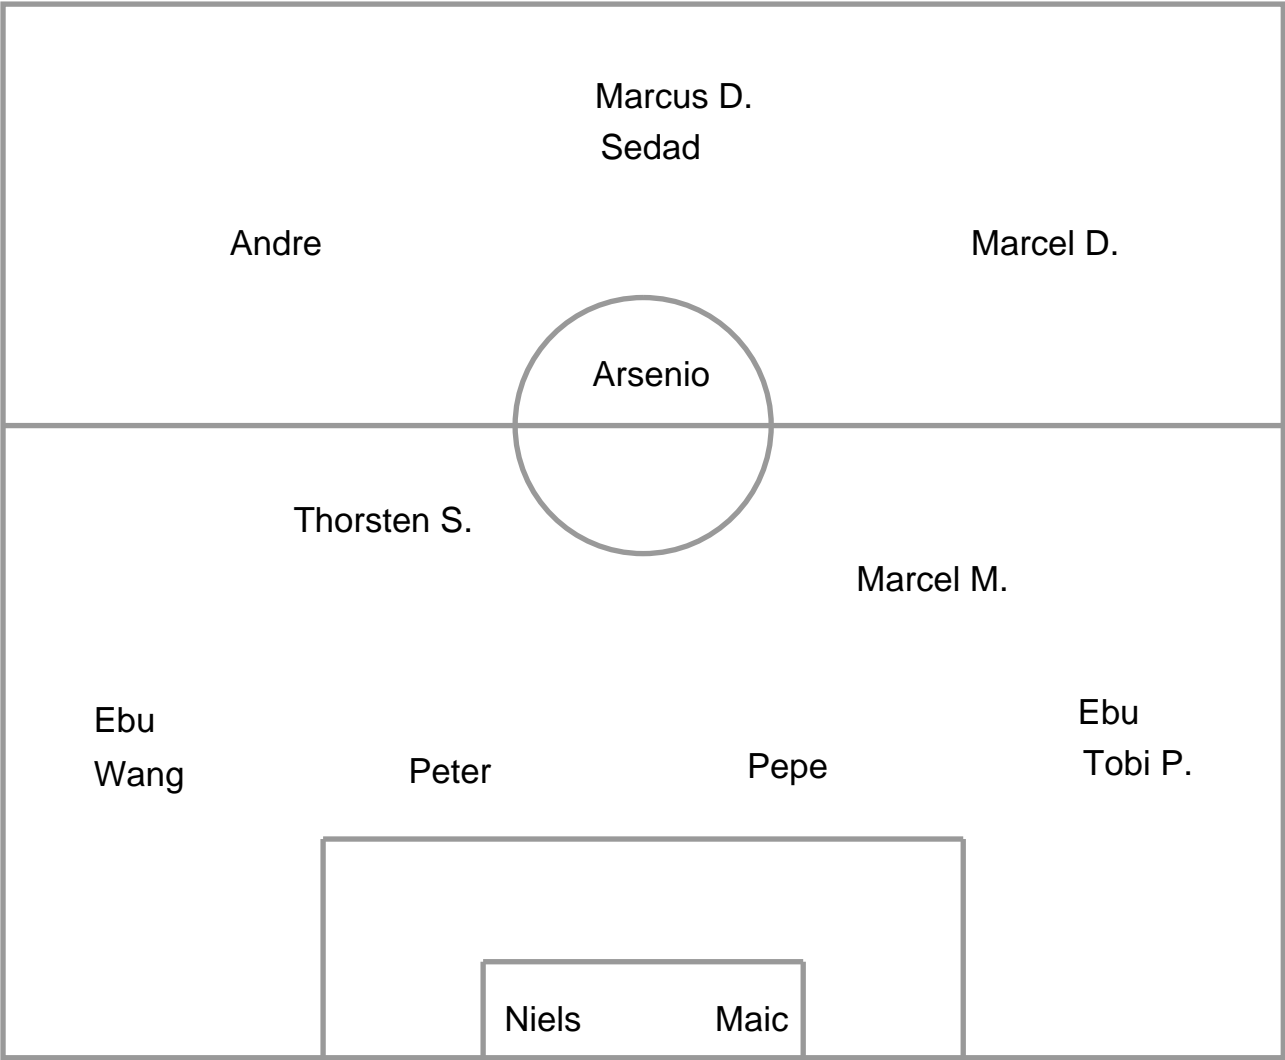 Marcus D.
Sedad
Andre
Marcel D.
Arsenio
Thorsten S.
Marcel M.
Ebu
Wang
Peter
Pepe
Ebu
Tobi P.
Niels
Maic